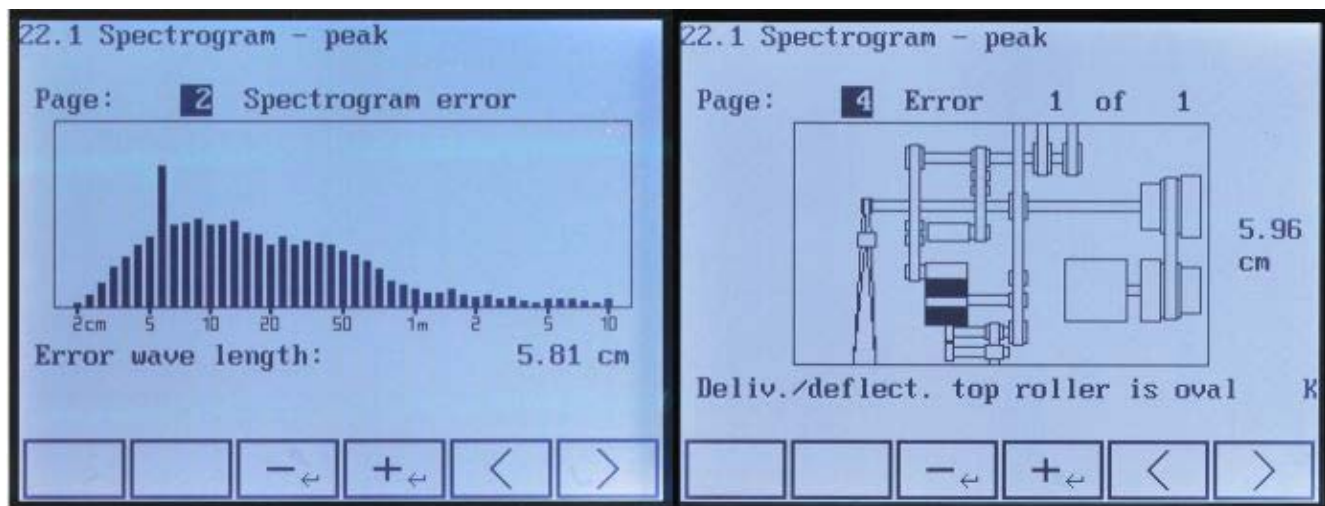 22.1 Spectrogram - peak
Page: 2 Spectrogram error
2cm 5 10 20 50 1m 2 5 10
Error wave length: 5.81 cm
- + < >
22.1 Spectrogram - peak
Page: 4 Error 1 of 1
5.96
cm
Deliv./deflect. top roller is oval K
- + < >